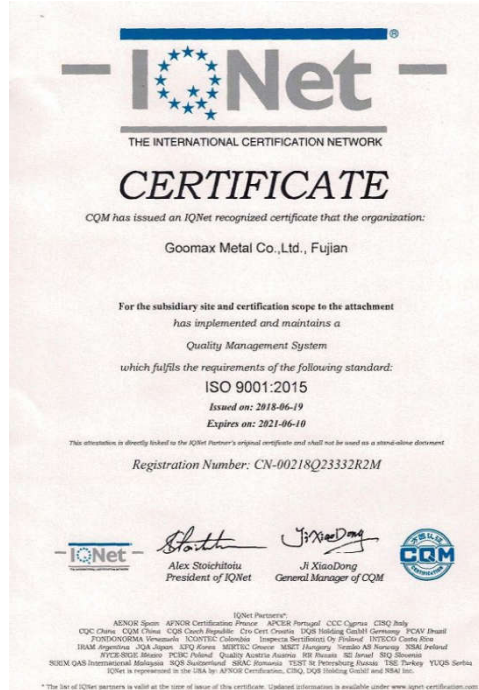 IQNet
®
THE INTERNATIONAL CERTIFICATION NETWORK
CERTIFICATE
CQM has issued an IQNet recognized certificate that the organization:
Goomax Metal Co.,Ltd., Fujian
For the subsidiary site and certification scope to the attachment
has implemented and maintains a
Quality Management System
which fulfils the requirements of the following standard:
ISO 9001:2015
Issued on: 2018-06-19
Expires on: 2021-06-10
This attestation is directly linked to the IQNet Partner's original certificate and shall not be used as a stand-alone document
Registration Number: CN-00218Q23332R2M
IQNet
Ji XiaoDong
CQM
CERTIFICATION
Alex Stoichitoiu
Ji XiaoDong
President of IQNet
General Manager of CQM
IQNet Partners*:
AENOR Spain AFNOR Certification France APCER Portugal CCC Cyprus CISQ Italy
CQC China CQM China CQS Czech Republic Cro Cert Croatia DQS Holding GmbH Germany FCAV Brazil
FONDONORMA Venezuela ICONTEC Colombia Inspecta Sertifiointi Oy Finland INTECO Costa Rica
IRAM Argentina JQA Japan KFQ Korea MIRTEC Greece MSZT Hungary Nemko AS Norway NSAI Ireland
NYCE-SIGE México PCBC Poland Quality Austria Austria RR Russia SII Israel SIQ Slovenia
SIRIM QAS International Malaysia SQS Switzerland SRAC Romania TEST St Petersburg Russia TSE Turkey YUQS Serbia
IQNet is represented in the USA by: AFNOR Certification, CISQ, DQS Holding GmbH and NSAI Inc.
* The list of IQNet partners is valid at the time of issue of this certificate. Updated information is available under www.iqnet-certification.com